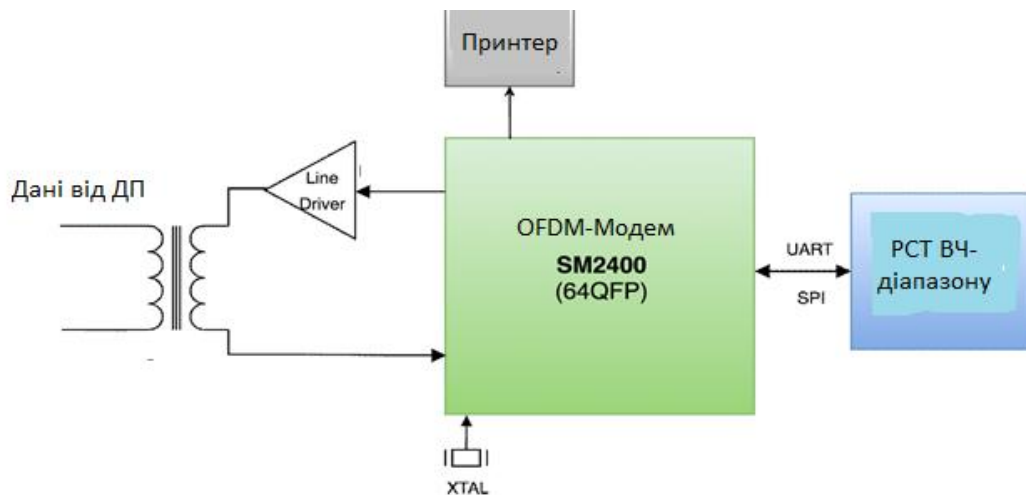 Принтер
Дані від ДП
Line
Driver
OFDM-Модем
SM2400
(64QFP)
UART
SPI
РСТ ВЧ-
діапазону
XTAL